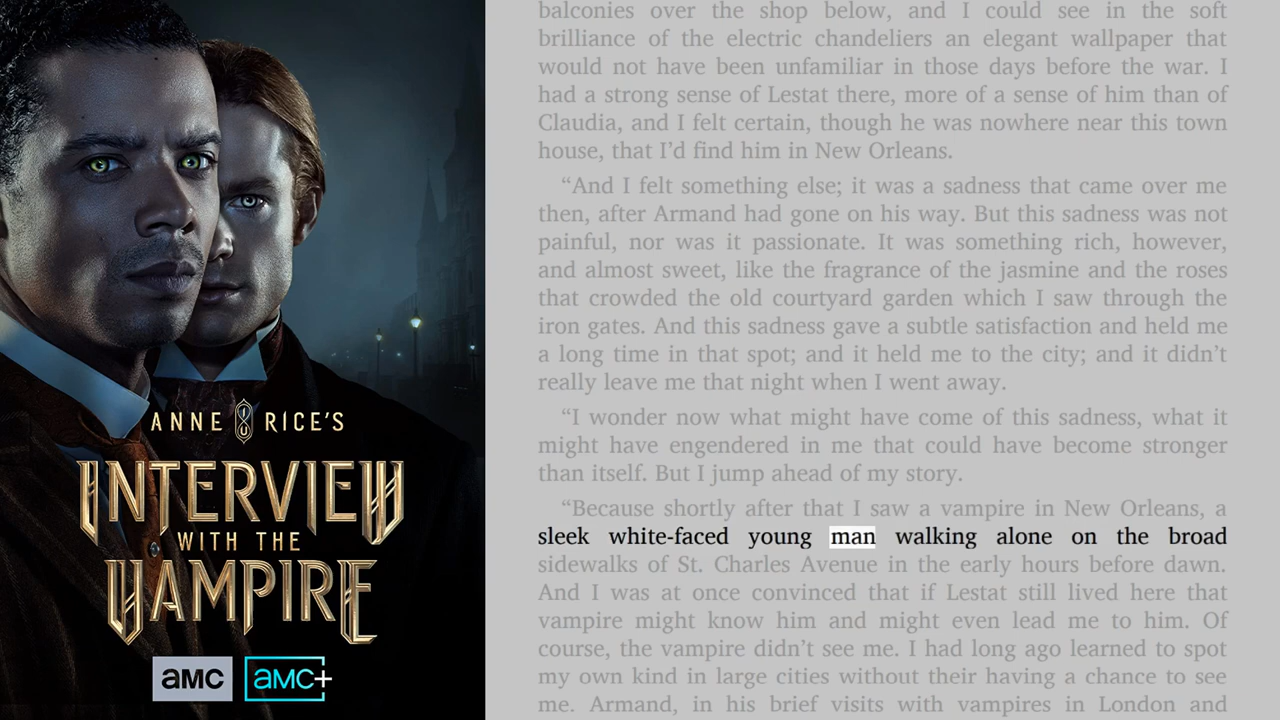 ANNE RICE'S
INTERVIEW
WITH THE
VAMPIRE
aMC
aMC+
balconies over the shop below, and I could see in the soft
brilliance of the electric chandeliers an elegant wallpaper that
would not have been unfamiliar in those days before the war. I
had a strong sense of Lestat there, more of a sense of him than of
Claudia, and I felt certain, though he was nowhere near this town
house, that I’d find him in New Orleans.
“And I felt something else; it was a sadness that came over me
then, after Armand had gone on his way. But this sadness was not
painful, nor was it passionate. It was something rich, however,
and almost sweet, like the fragrance of the jasmine and the roses
that crowded the old courtyard garden which I saw through the
iron gates. And this sadness gave a subtle satisfaction and held me
a long time in that spot; and it held me to the city; and it didn’t
really leave me that night when I went away.
“I wonder now what might have come of this sadness, what it
might have engendered in me that could have become stronger
than itself. But I jump ahead of my story.
“Because shortly after that I saw a vampire in New Orleans, a
sleek white-faced young man walking alone on the broad
sidewalks of St. Charles Avenue in the early hours before dawn.
And I was at once convinced that if Lestat still lived here that
vampire might know him and might even lead me to him. Of
course, the vampire didn’t see me. I had long ago learned to spot
my own kind in large cities without their having a chance to see
me. Armand, in his brief visits with vampires in London and